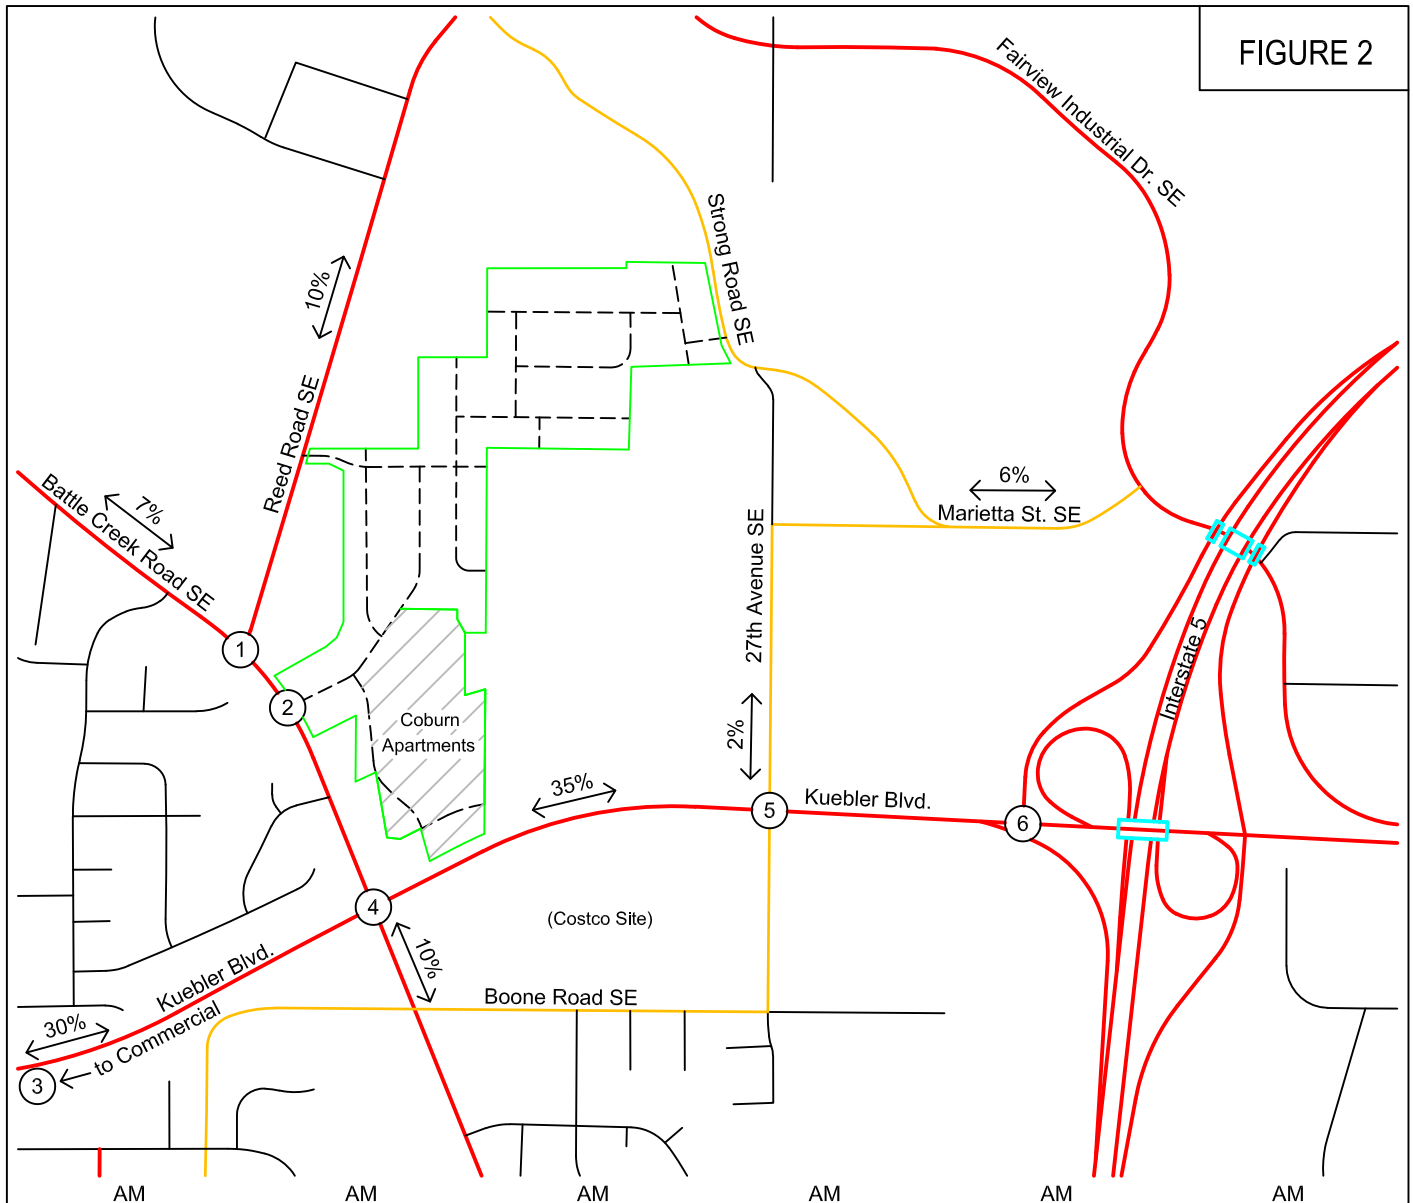 FIGURE 2
Fairview Industrial Dr. SE
Strong Road SE
10%
Reed Road SE
7%
Battle Creek Road SE
6%
Marietta St. SE
27th Avenue SE
Interstate 5
1
2
Coburn
Apartments
2%
35%
Kuebler Blvd.
5
6
4
(Costco Site)
10%
Kuebler Blvd.
Boone Road SE
30%
to Commercial
3
AM
AM
AM
AM
AM
AM